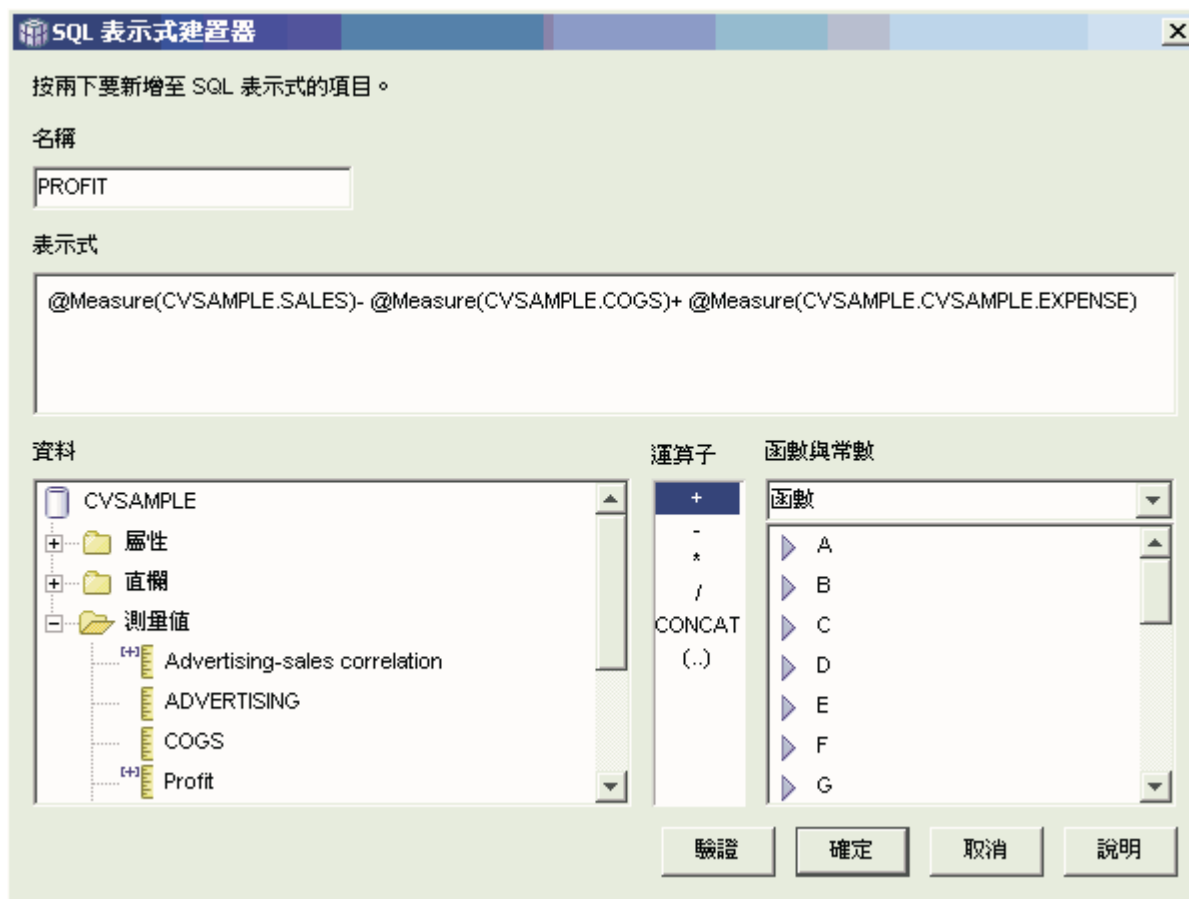 SQL 表示式建置器
按兩下要新增至 SQL 表示式的項目。
名稱
PROFIT
表示式
@Measure(CVSAMPLE.SALES)- @Measure(CVSAMPLE.COGS)+ @Measure(CVSAMPLE.CVSAMPLE.EXPENSE)
資料
CVSAMPLE
屬性
直欄
測量值
Advertising-sales correlation
ADVERTISING
COGS
Profit
運算子
+
-
*
/
CONCAT
(..)
函數與常數
函數
A
B
C
D
E
F
G
驗證
確定
取消
說明